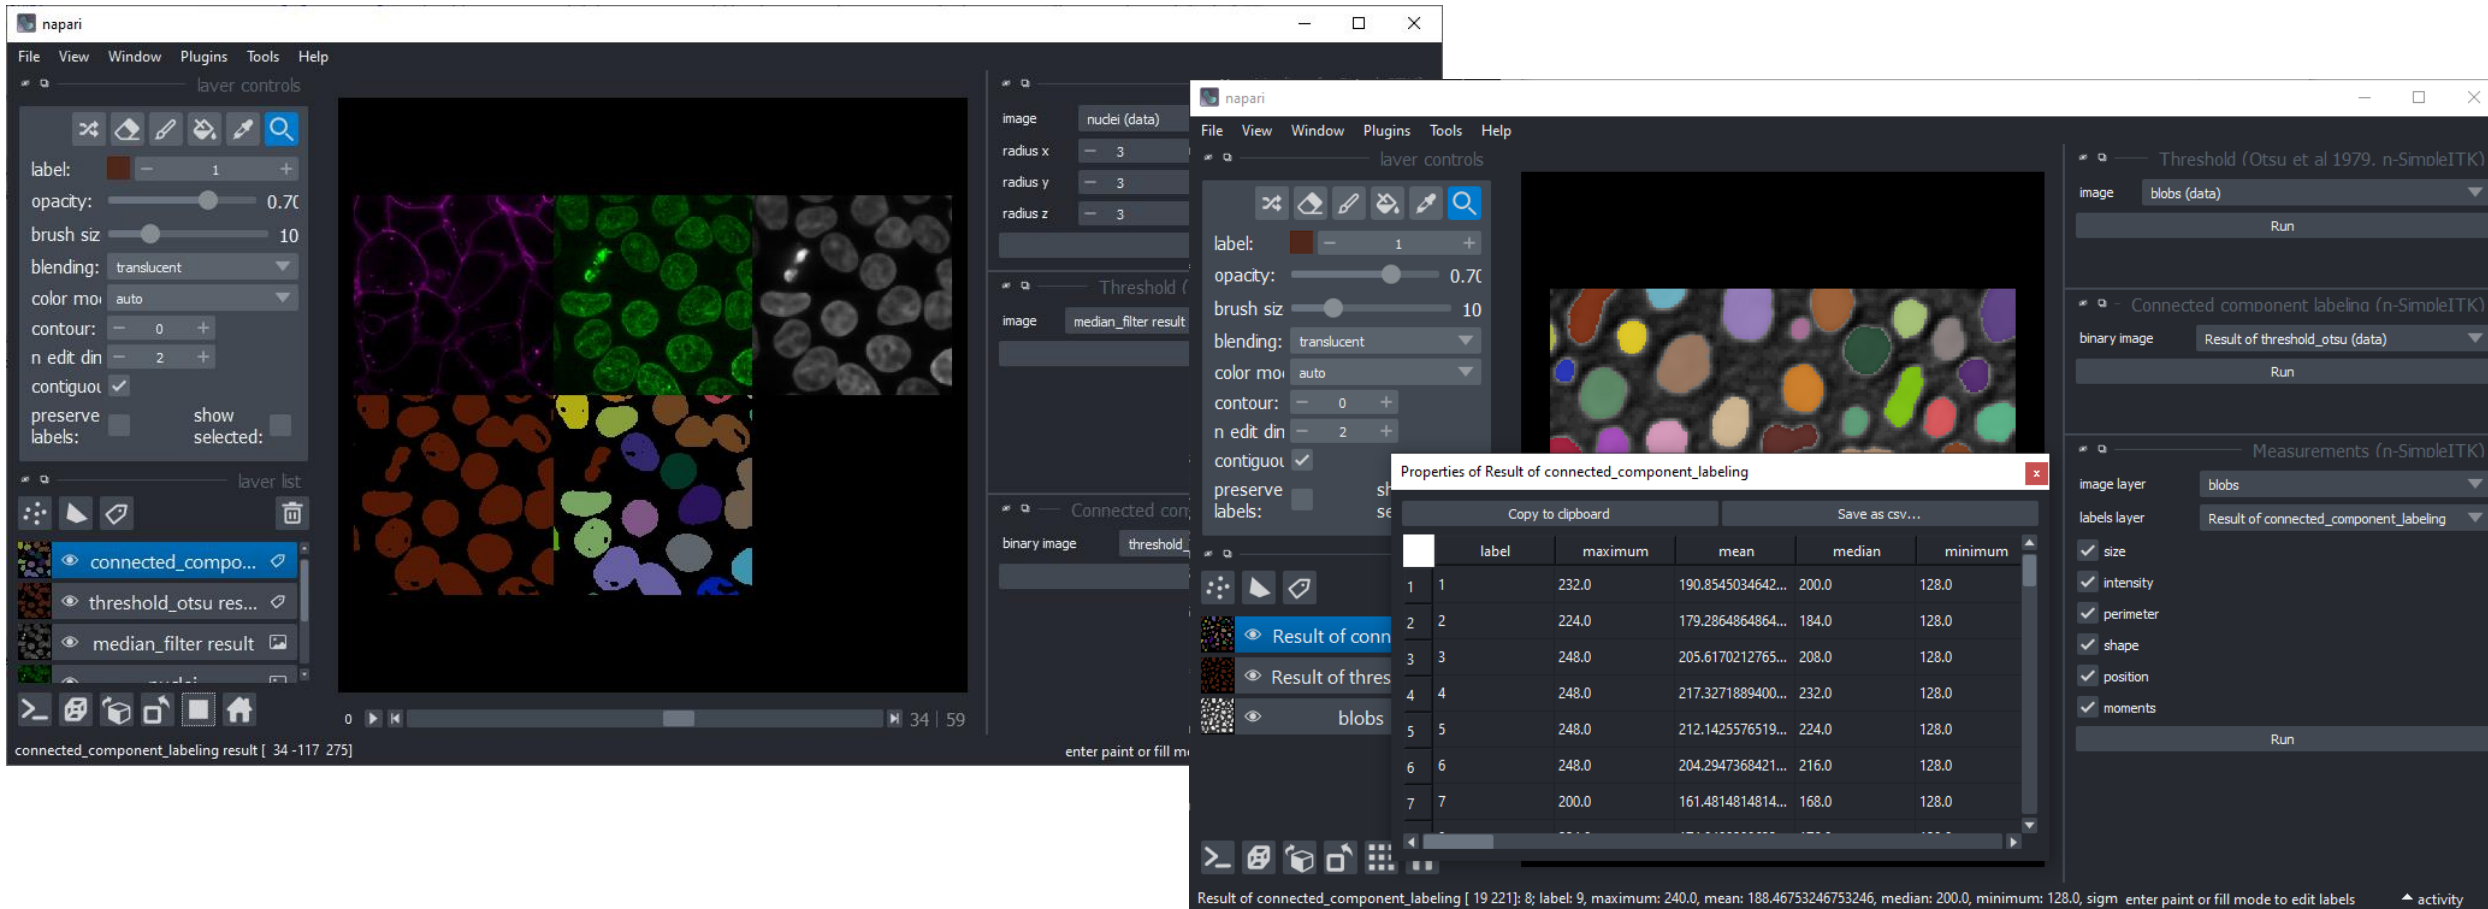 napari
File View Window Plugins Tools Help
layer controls
label: 1
opacity: 0.70
brush siz 10
blending: translucent
color mo auto
contour: 0
n edit din 2
contiguou
preserve labels: show selected:
layer list
connected_compo...
threshold_otsu res...
median_filter result
nuclei
0 34 | 59
connected_component_labeling result [ 34 -117 275]
enter paint or fill m
image nuclei (data)
radius x 3
radius y 3
radius z 3
Threshold (
image median_filter result
Connected con
binary image threshold_
napari
File View Window Plugins Tools Help
layer controls
label: 1
opacity: 0.70
brush siz 10
blending: translucent
color mo auto
contour: 0
n edit din 2
contiguou
preserve labels:
Result of conn
Result of thres
blobs
Properties of Result of connected_component_labeling
x
Copy to clipboard Save as csv...
label maximum mean median minimum
1 1 232.0 190.8545034642... 200.0 128.0
2 2 224.0 179.2864864864... 184.0 128.0
3 3 248.0 205.6170212765... 208.0 128.0
4 4 248.0 217.3271889400... 232.0 128.0
5 5 248.0 212.1425576519... 224.0 128.0
6 6 248.0 204.2947368421... 216.0 128.0
7 7 200.0 161.4814814814... 168.0 128.0
Threshold (Otsu et al 1979, n-SimpleITK)
image blobs (data)
Run
Connected component labeling (n-SimpleITK)
binary image Result of threshold_otsu (data)
Run
Measurements (n-SimpleITK)
image layer blobs
labels layer Result of connected_component_labeling
size
intensity
perimeter
shape
position
moments
Run
Result of connected_component_labeling [ 19 221]: 8; label: 9, maximum: 240.0, mean: 188.46753246753246, median: 200.0, minimum: 128.0, sigm enter paint or fill mode to edit labels activity